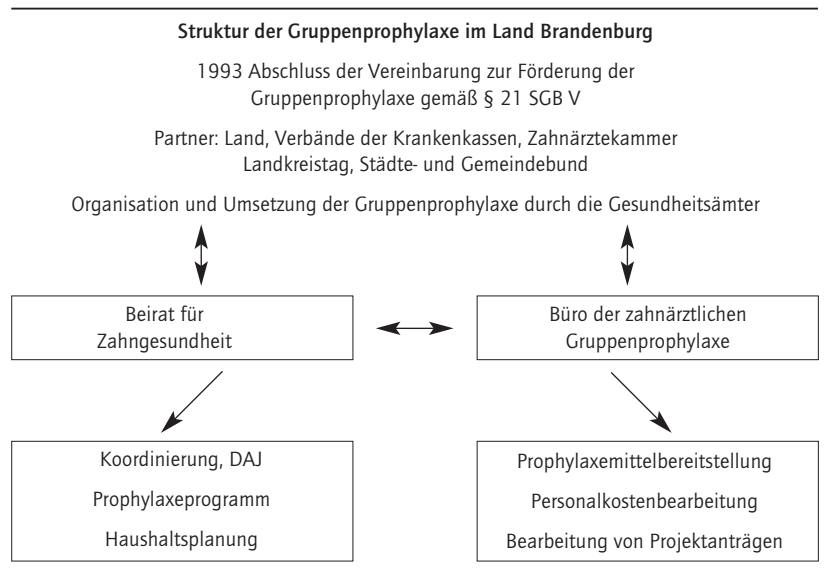 Struktur der Gruppenprophylaxe im Land Brandenburg
1993 Abschluss der Vereinbarung zur Förderung der
Gruppenprophylaxe gemäß § 21 SGB V
Partner: Land, Verbände der Krankenkassen, Zahnärztekammer
Landkreistag, Städte- und Gemeindebund
Organisation und Umsetzung der Gruppenprophylaxe durch die Gesundheitsämter
Beirat für
Zahngesundheit
Büro der zahnärztlichen
Gruppenprophylaxe
Koordinierung, DAJ
Prophylaxeprogramm
Haushaltsplanung
Prophylaxemittelbereitstellung
Personalkostenbearbeitung
Bearbeitung von Projektanträgen